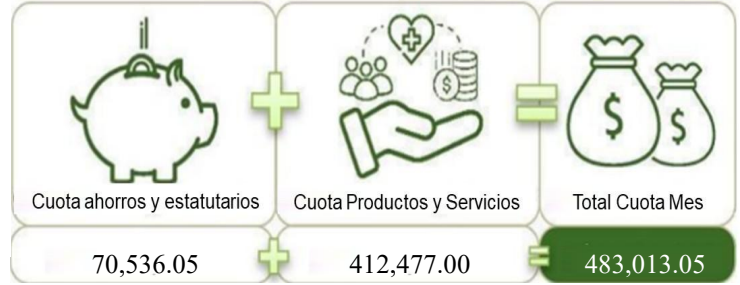 Cuota ahorros y estatutarios
Cuota Productos y Servicios
Total Cuota Mes
70,536.05
412,477.00
483,013.05